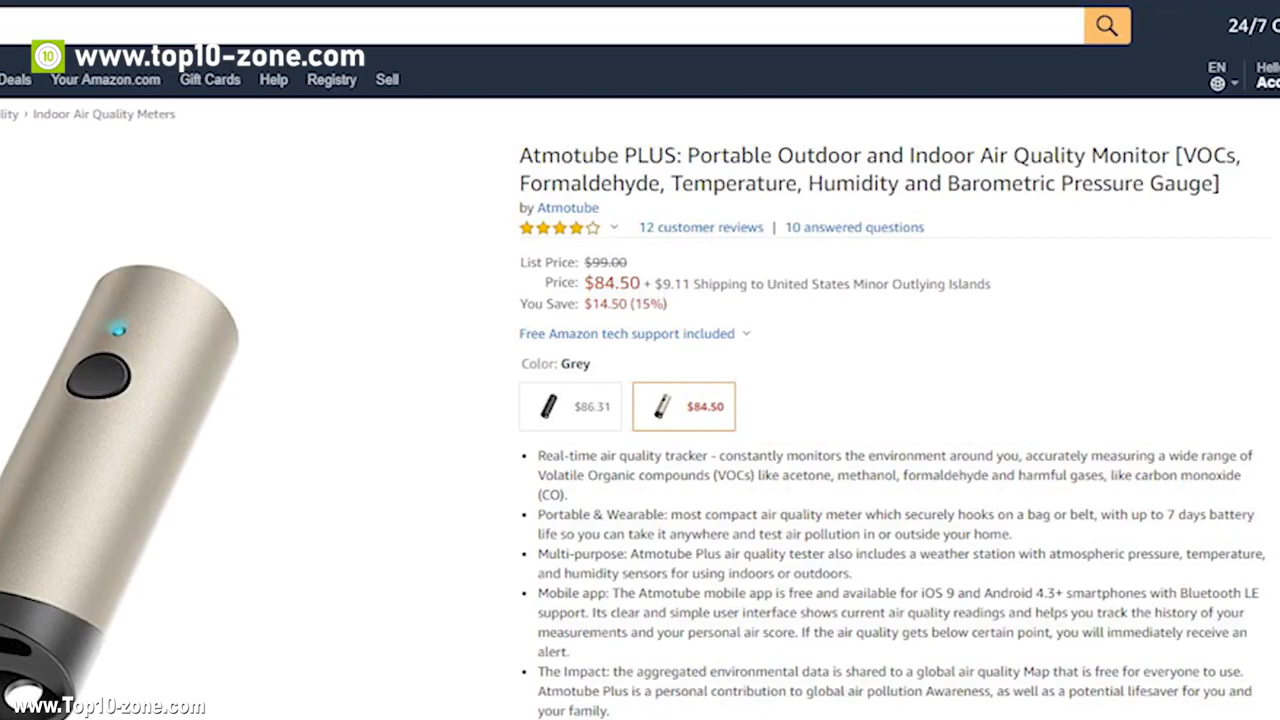 24/7
10 www.top10-zone.com
Deals Your Amazon.com Gift Cards Help Registry Sell
EN
› Indoor Air Quality Meters
Atmotube PLUS: Portable Outdoor and Indoor Air Quality Monitor [VOCs,
Formaldehyde, Temperature, Humidity and Barometric Pressure Gauge]
by Atmotube
12 customer reviews | 10 answered questions
List Price: $99.00
Price: $84.50 + $9.11 Shipping to United States Minor Outlying Islands
You Save: $14.50 (15%)
Free Amazon tech support included
Color: Grey
$86.31 $84.50
• Real-time air quality tracker - constantly monitors the environment around you, accurately measuring a wide range of
Volatile Organic compounds (VOCs) like acetone, methanol, formaldehyde and harmful gases, like carbon monoxide
(CO).
• Portable & Wearable: most compact air quality meter which securely hooks on a bag or belt, with up to 7 days battery
life so you can take it anywhere and test air pollution in or outside your home.
• Multi-purpose: Atmotube Plus air quality tester also includes a weather station with atmospheric pressure, temperature,
and humidity sensors for using indoors or outdoors.
• Mobile app: The Atmotube mobile app is free and available for iOS 9 and Android 4.3+ smartphones with Bluetooth LE
support. Its clear and simple user interface shows current air quality readings and helps you track the history of your
measurements and your personal air score. If the air quality gets below certain point, you will immediately receive an
alert.
• The Impact: the aggregated environmental data is shared to a global air quality Map that is free for everyone to use.
Atmotube Plus is a personal contribution to global air pollution Awareness, as well as a potential lifesaver for you and
your family.
www.Top10-zone.com